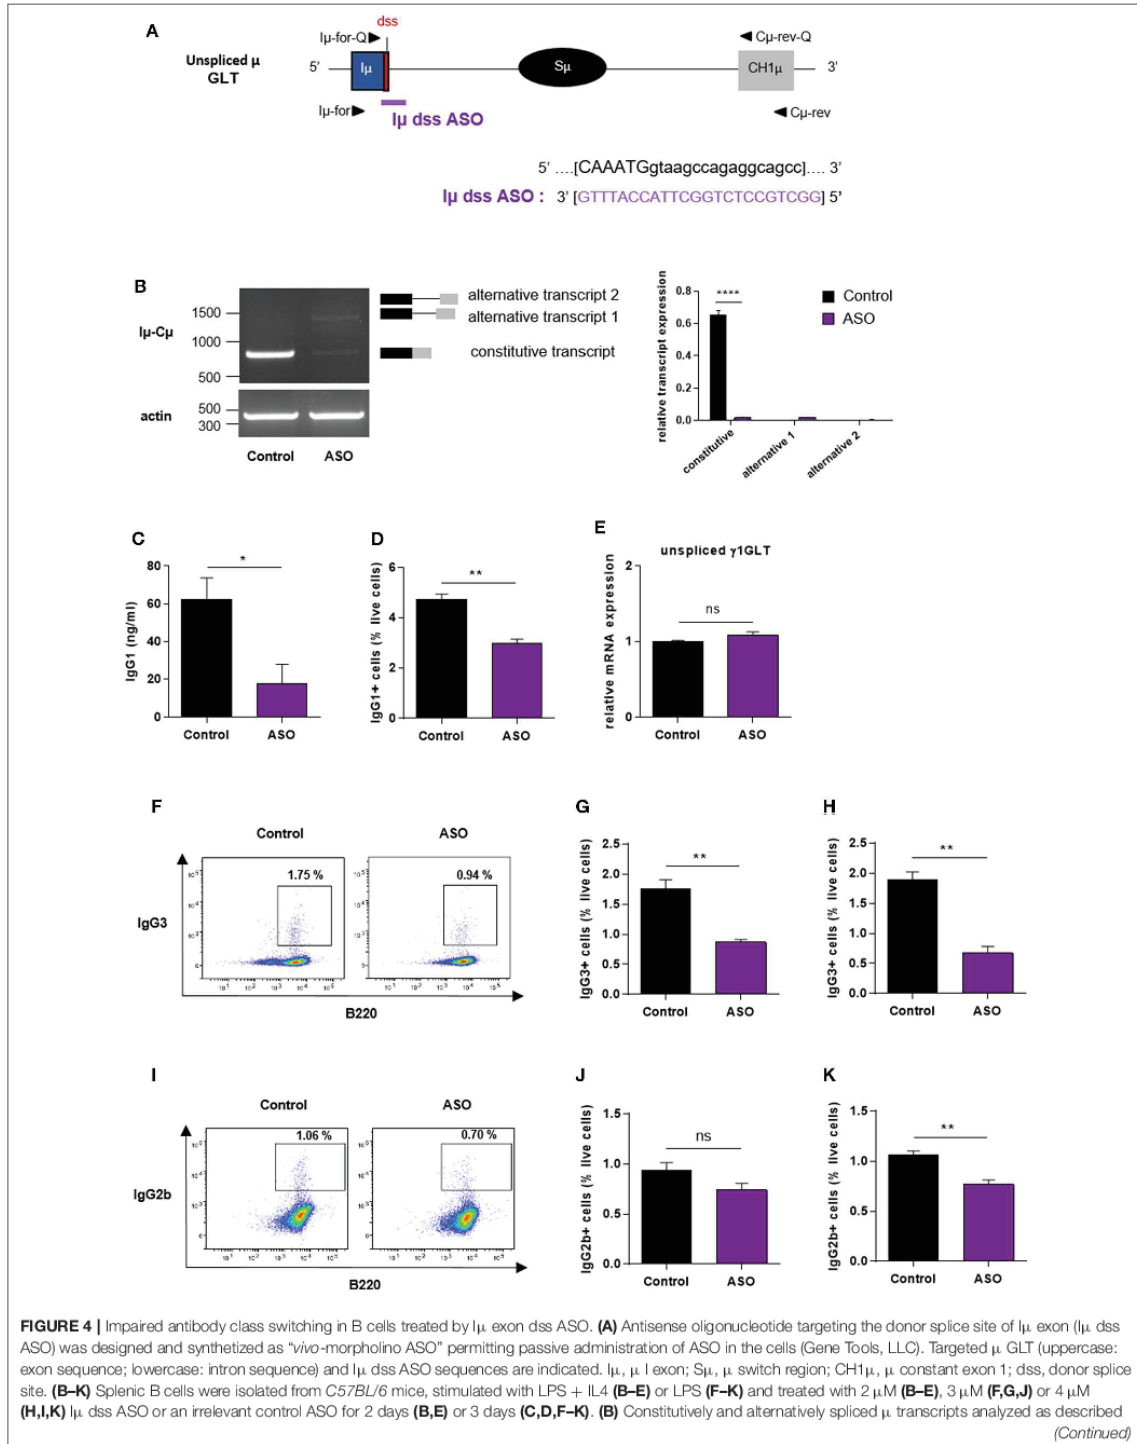 A
dss
Iμ-for-Q
Cμ-rev-Q
Unspliced μ
GLT
5'
Iμ
Sμ
CH1μ
3'
Iμ-for
Cμ-rev
Iμ dss ASO
5' ....[CAAATGgtaagccagaggcagcc].... 3'
Iμ dss ASO : 3' [GTTTACCATTCGGTCTCCGTCGG] 5'
B
Iμ-Cμ
1500
1000
500
actin
500
300
Control ASO
alternative transcript 2
alternative transcript 1
constitutive transcript
relative transcript expression
0.8
0.6
0.4
0.2
0.0
****
Control
ASO
constitutive
alternative 1
alternative 2
C
IgG1 (ng/ml)
80
60
40
20
0
*
Control ASO
D
IgG1+ cells (% live cells)
6
4
2
0
**
Control ASO
E
unspliced γ1GLT
relative mRNA expression
2
1
0
ns
Control ASO
F
Control ASO
1.75 %
0.94 %
IgG3
B220
G
IgG3+ cells (% live cells)
2.5
2.0
1.5
1.0
0.5
0.0
**
Control ASO
H
IgG3+ cells (% live cells)
2.5
2.0
1.5
1.0
0.5
0.0
**
Control ASO
I
Control ASO
1.06 %
0.70 %
IgG2b
B220
J
IgG2b+ cells (% live cells)
1.5
1.0
0.5
0.0
ns
Control ASO
K
IgG2b+ cells (% live cells)
1.5
1.0
0.5
0.0
**
Control ASO
FIGURE 4 | Impaired antibody class switching in B cells treated by Iμ exon dss ASO. (A) Antisense oligonucleotide targeting the donor splice site of Iμ exon (Iμ dss
ASO) was designed and synthetized as "vivo-morpholino ASO" permitting passive administration of ASO in the cells (Gene Tools, LLC). Targeted μ GLT (uppercase:
exon sequence; lowercase: intron sequence) and Iμ dss ASO sequences are indicated. Iμ, μ I exon; Sμ, μ switch region; CH1μ, μ constant exon 1; dss, donor splice
site. (B–K) Splenic B cells were isolated from C57BL/6 mice, stimulated with LPS + IL4 (B–E) or LPS (F–K) and treated with 2 μM (B–E), 3 μM (F,G,J) or 4 μM
(H,I,K) Iμ dss ASO or an irrelevant control ASO for 2 days (B,E) or 3 days (C,D,F–K). (B) Constitutively and alternatively spliced μ transcripts analyzed as described
(Continued)